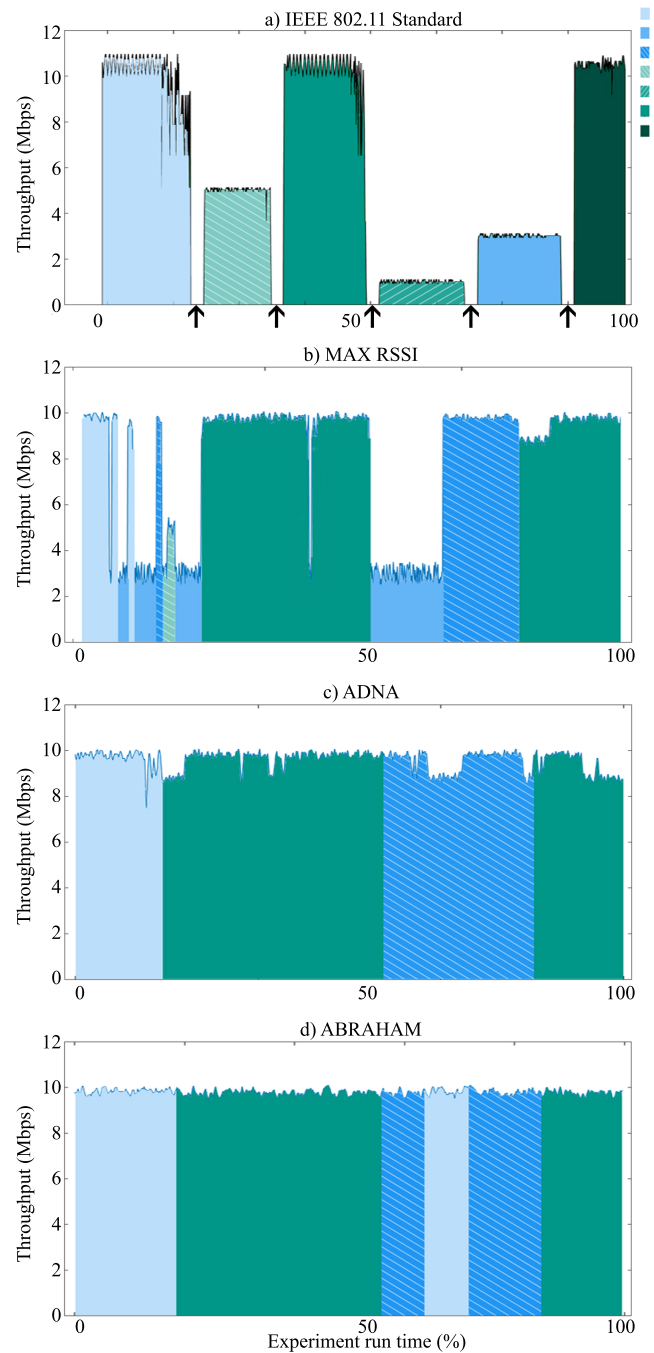 a) IEEE 802.11 Standard
12
10
8
6
4
2
0
Throughput (Mbps)
0 50 100
b) MAX RSSI
12
10
8
6
4
2
0
Throughput (Mbps)
0 50 100
c) ADNA
12
10
8
6
4
2
0
Throughput (Mbps)
0 50 100
d) ABRAHAM
12
10
8
6
4
2
0
Throughput (Mbps)
0 50 100
Experiment run time (%)